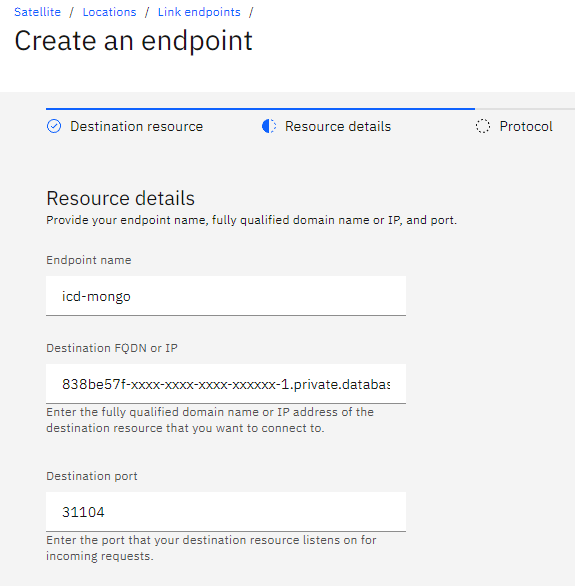 Satellite / Locations / Link endpoints /
Create an endpoint
Destination resource Resource details Protocol
Resource details
Provide your endpoint name, fully qualified domain name or IP, and port.
Endpoint name
icd-mongo
Destination FQDN or IP
838be57f-xxxx-xxxx-xxxx-xxxxxx-1.private.databas
Enter the fully qualified domain name or IP address of the
destination resource that you want to connect to.
Destination port
31104
Enter the port that your destination resource listens on for
incoming requests.